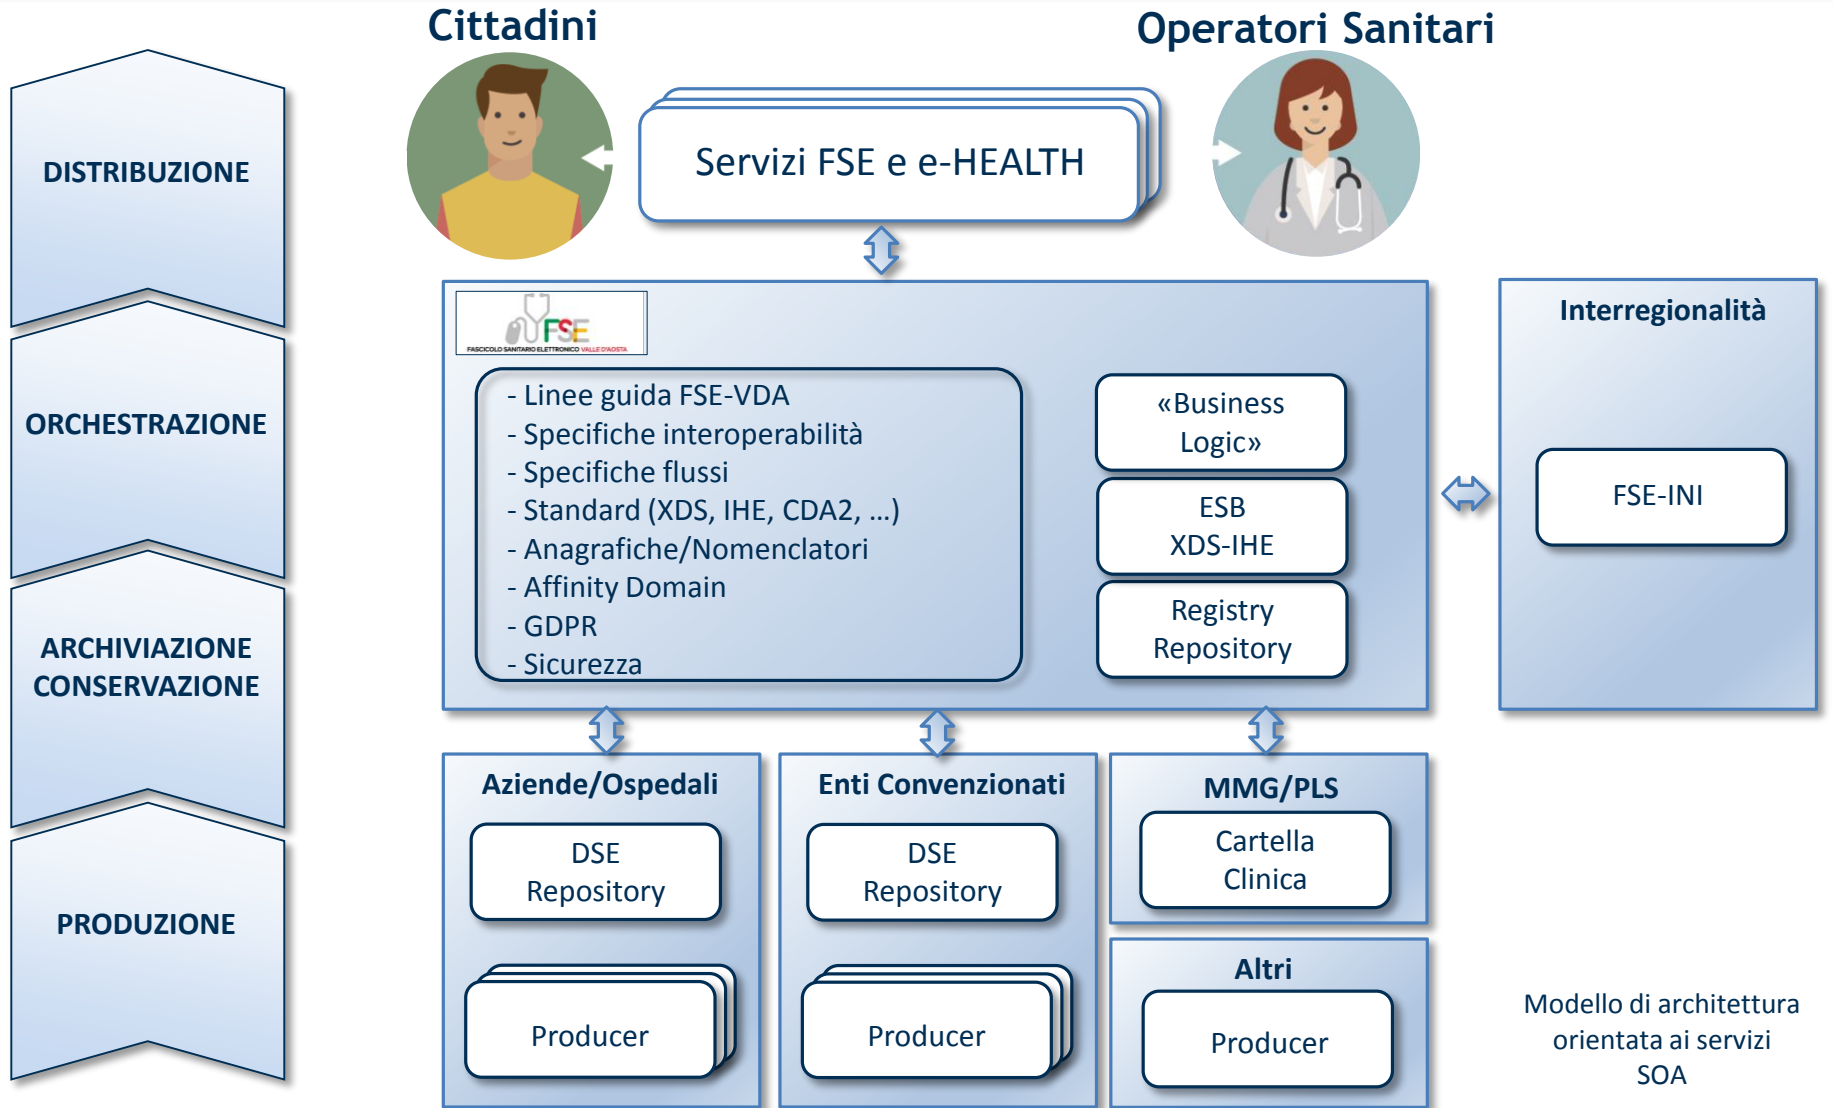 Cittadini
Operatori Sanitari
DISTRIBUZIONE
Servizi FSE e e-HEALTH
ORCHESTRAZIONE
FSE
FASCICOLO SANITARIO ELETTRONICO VALLE D'AOSTA
- Linee guida FSE-VDA
- Specifiche interoperabilità
- Specifiche flussi
- Standard (XDS, IHE, CDA2, ...)
- Anagrafiche/Nomenclatori
- Affinity Domain
- GDPR
- Sicurezza
«Business
Logic»
ESB
XDS-IHE
Registry
Repository
Interregionalità
FSE-INI
ARCHIVIAZIONE
CONSERVAZIONE
PRODUZIONE
Aziende/Ospedali
DSE
Repository
Producer
Enti Convenzionati
DSE
Repository
Producer
MMG/PLS
Cartella
Clinica
Altri
Producer
Modello di architettura
orientata ai servizi
SOA